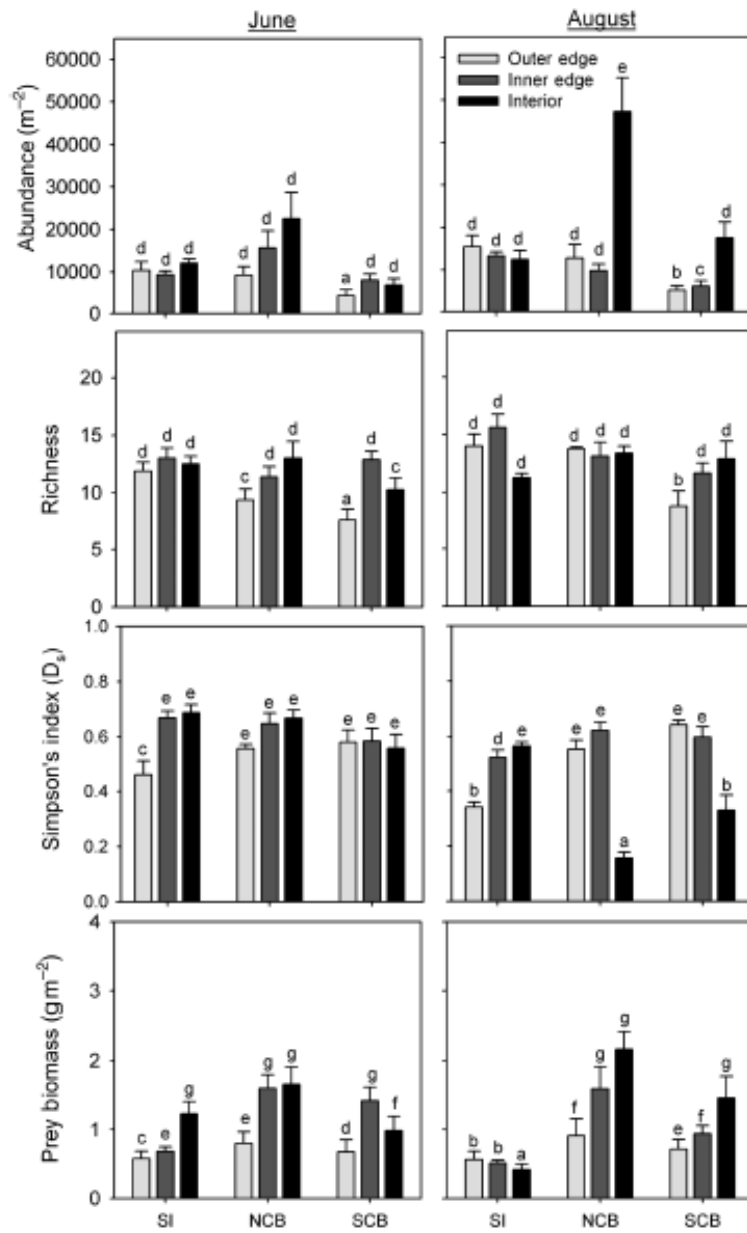 June
August
Abundance (m⁻²)
60000
50000
40000
30000
20000
10000
0
d d d d d d a d d
Outer edge
Inner edge
Interior
d d d d d e b c d
Richness
20
15
10
5
0
d d d c d d a d c
d d d d d d b d d
Simpson's index (Dₛ)
1.0
0.8
0.6
0.4
0.2
0.0
c e e e e e e e e
b d e e e a e e b
Prey biomass (gm⁻²)
4
3
2
1
0
c e g e g g d g f
b b a f g g e f g
SI NCB SCB
SI NCB SCB